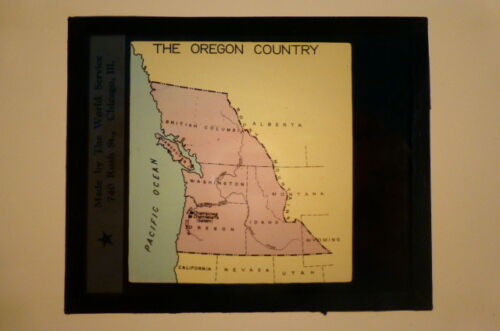 Made by The World Service
740 Rush St., Chicago, Ill.
THE OREGON COUNTRY
BRITISH COLUMBIA
ALBERTA
PACIFIC OCEAN
WASHINGTON
MONTANA
OREGON
IDAHO
WYOMING
CALIFORNIA
NEVADA
UTAH